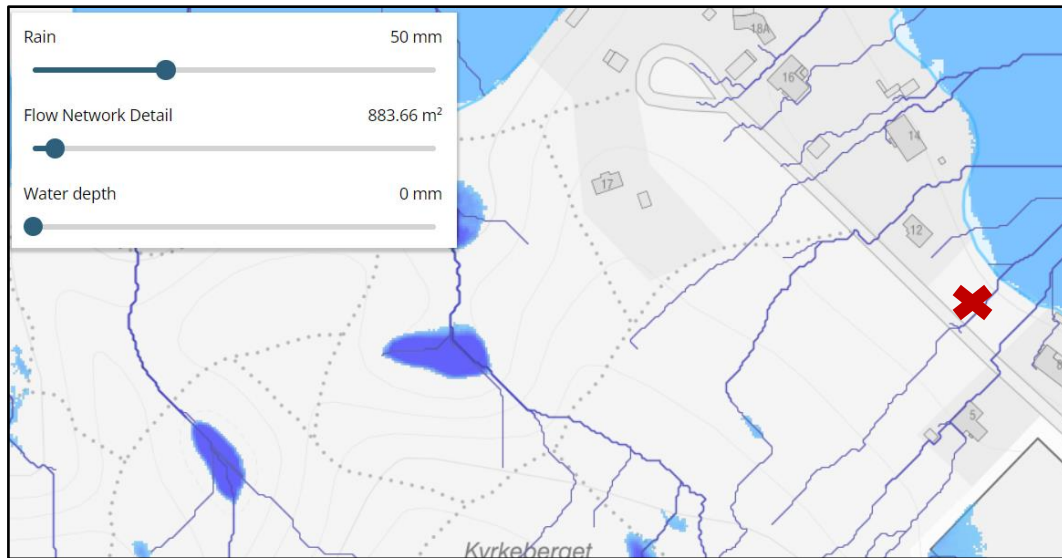 Rain 50 mm
Flow Network Detail 883.66 m²
Water depth 0 mm
18A
16
14
17
12
5
Kyrkeberget